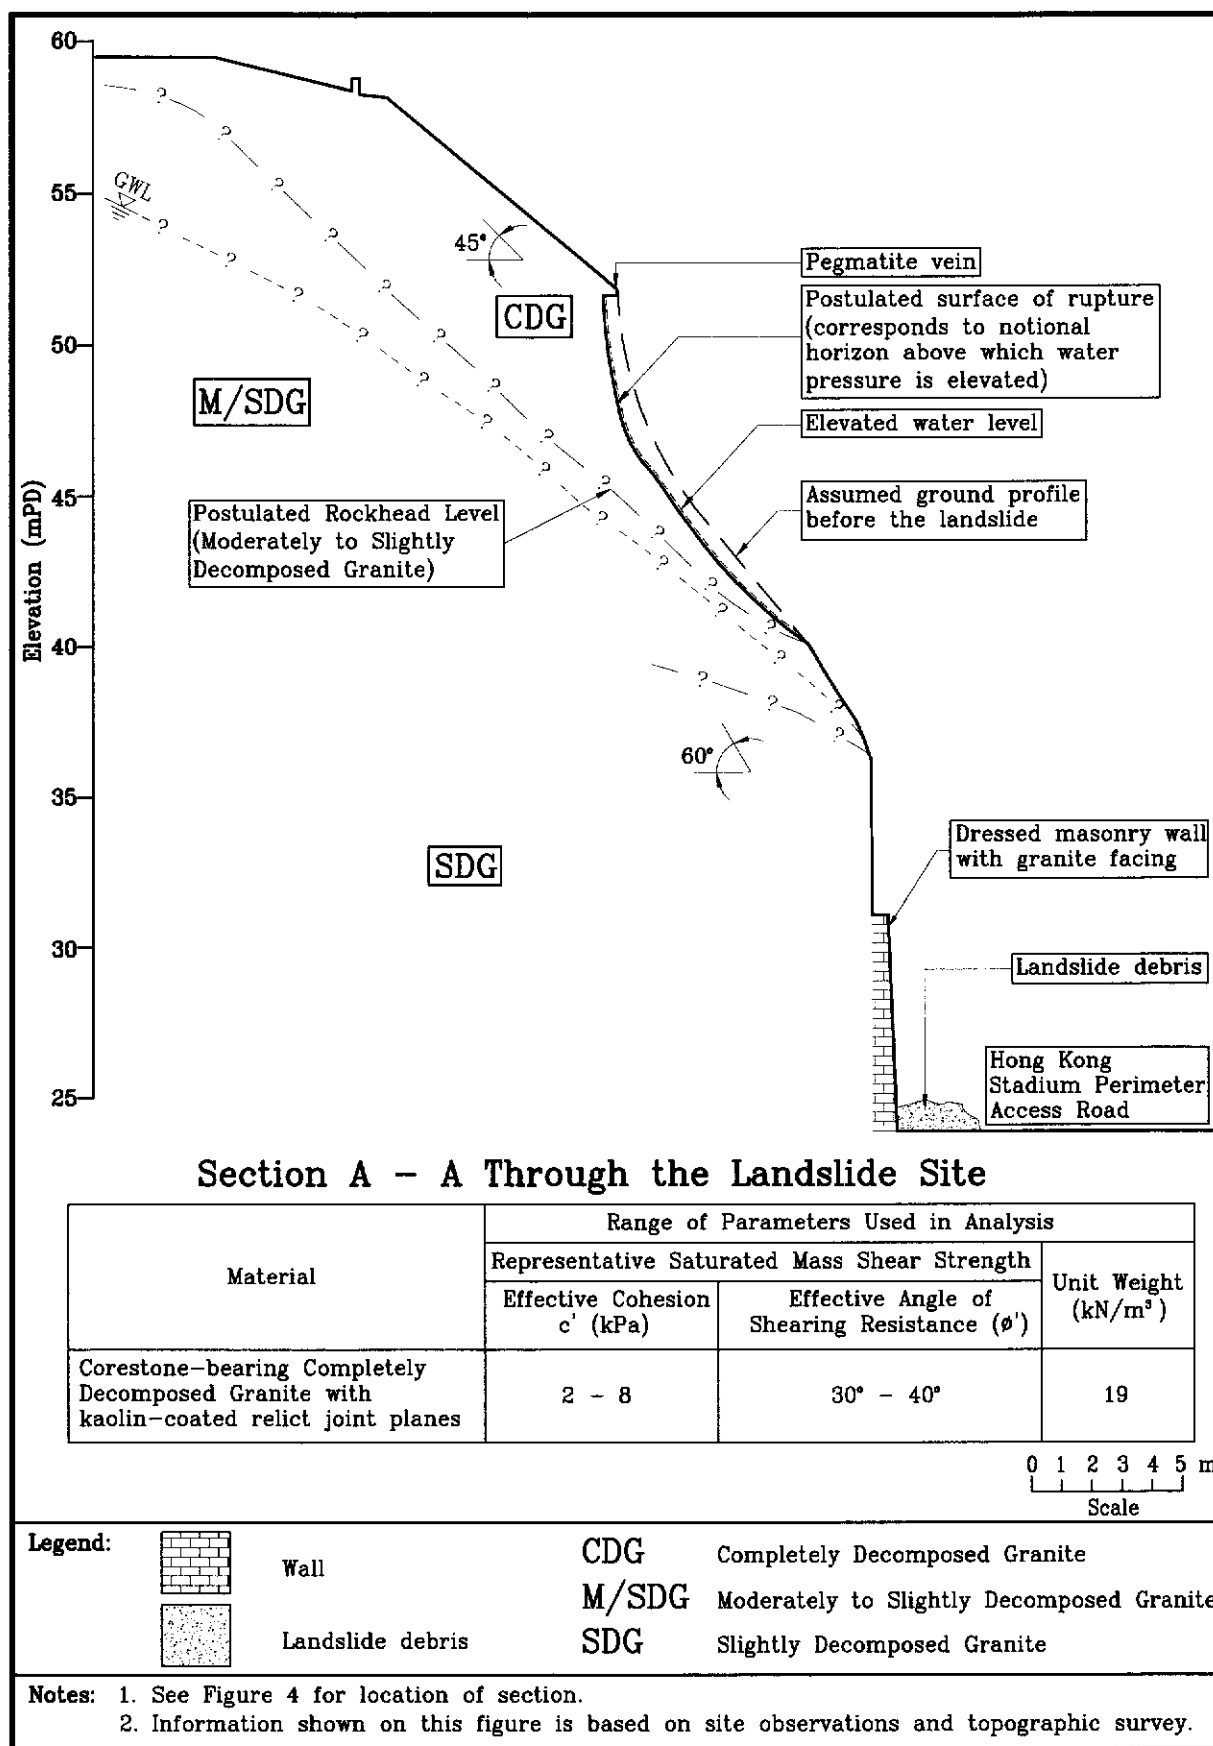 60
55
50
45
40
35
30
25
Elevation (mPD)
GWL
? ? ? ? ? ? ? ? ? ? ? ? ?
? ? ? ? ? ? ? ? ? ? ? ? ?
? ? ?
45°
CDG
M/SDG
Pegmatite vein
Postulated surface of rupture
(corresponds to notional
horizon above which water
pressure is elevated)
Elevated water level
Assumed ground profile
before the landslide
Postulated Rockhead Level
(Moderately to Slightly
Decomposed Granite)
60°
SDG
Dressed masonry wall
with granite facing
Landslide debris
Hong Kong
Stadium Perimeter
Access Road
Section A - A Through the Landslide Site
Material
Range of Parameters Used in Analysis
Representative Saturated Mass Shear Strength
Unit Weight
(kN/m³)
Effective Cohesion
c' (kPa)
Effective Angle of
Shearing Resistance (ø')
Corestone-bearing Completely
Decomposed Granite with
kaolin-coated relict joint planes
2 - 8
30° - 40°
19
0 1 2 3 4 5 m
Scale
Legend:
Wall
Landslide debris
CDG Completely Decomposed Granite
M/SDG Moderately to Slightly Decomposed Granite
SDG Slightly Decomposed Granite
Notes: 1. See Figure 4 for location of section.
2. Information shown on this figure is based on site observations and topographic survey.